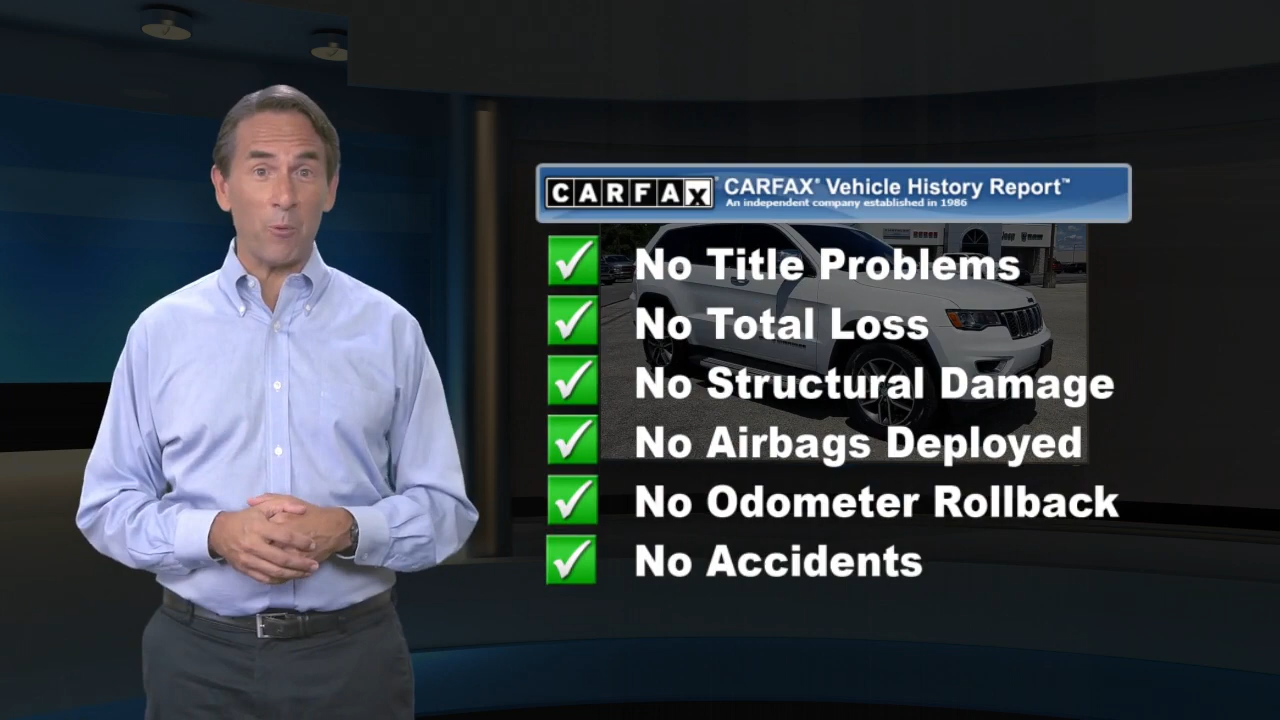 CARFAX® CARFAX® Vehicle History Report™
An independent company established in 1986
No Title Problems
No Total Loss
No Structural Damage
No Airbags Deployed
No Odometer Rollback
No Accidents